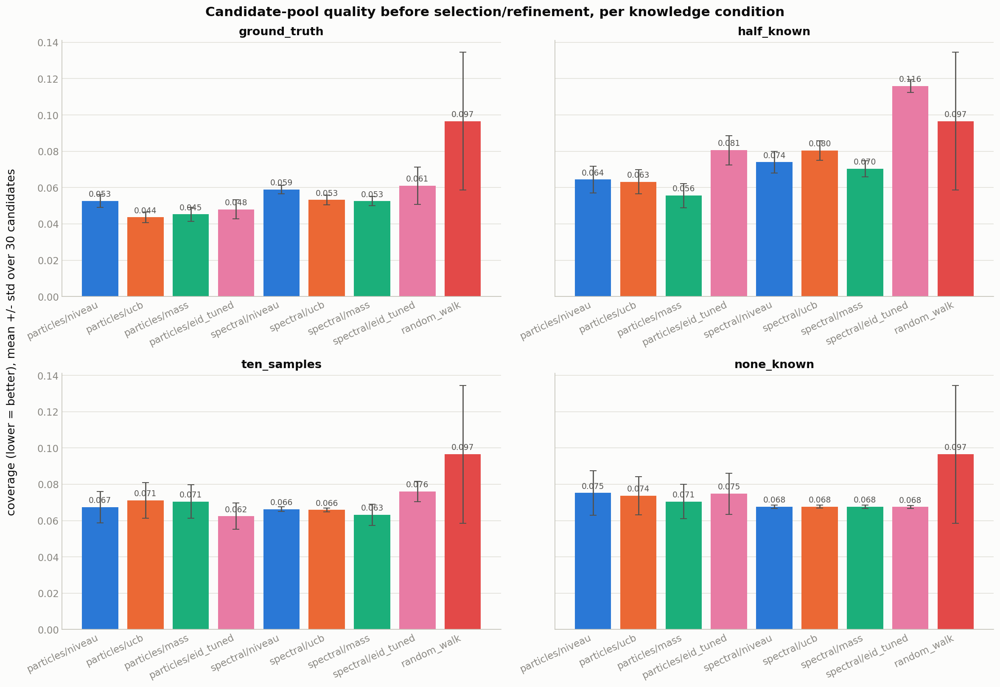 Candidate-pool quality before selection/refinement, per knowledge condition
coverage (lower = better), mean +/- std over 30 candidates
ground_truth
0.14
0.12
0.10
0.08
0.06
0.04
0.02
0.00
0.053
0.044
0.045
0.048
0.059
0.053
0.053
0.061
0.097
particles/niveau
particles/ucb
particles/mass
particles/eid_tuned
spectral/niveau
spectral/ucb
spectral/mass
spectral/eid_tuned
random_walk
half_known
0.064
0.063
0.056
0.081
0.074
0.080
0.070
0.116
0.097
particles/niveau
particles/ucb
particles/mass
particles/eid_tuned
spectral/niveau
spectral/ucb
spectral/mass
spectral/eid_tuned
random_walk
ten_samples
0.14
0.12
0.10
0.08
0.06
0.04
0.02
0.00
0.067
0.071
0.071
0.062
0.066
0.066
0.063
0.076
0.097
particles/niveau
particles/ucb
particles/mass
particles/eid_tuned
spectral/niveau
spectral/ucb
spectral/mass
spectral/eid_tuned
random_walk
none_known
0.075
0.074
0.071
0.075
0.068
0.068
0.068
0.068
0.097
particles/niveau
particles/ucb
particles/mass
particles/eid_tuned
spectral/niveau
spectral/ucb
spectral/mass
spectral/eid_tuned
random_walk